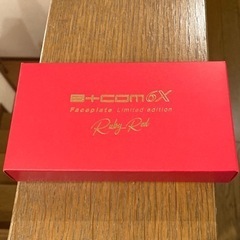 B+COM 6X
Faceplate Limited edition
Ruby Red